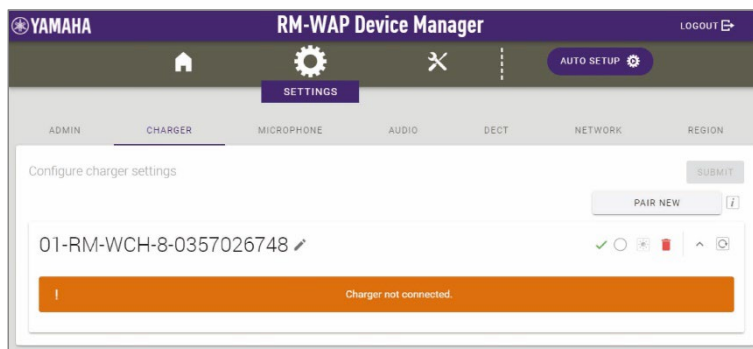 YAMAHA
RM-WAP Device Manager
LOGOUT
AUTO SETUP
SETTINGS
ADMIN CHARGER MICROPHONE AUDIO DECT NETWORK REGION
Configure charger settings
SUBMIT
PAIR NEW i
01-RM-WCH-8-0357026748
! Charger not connected.